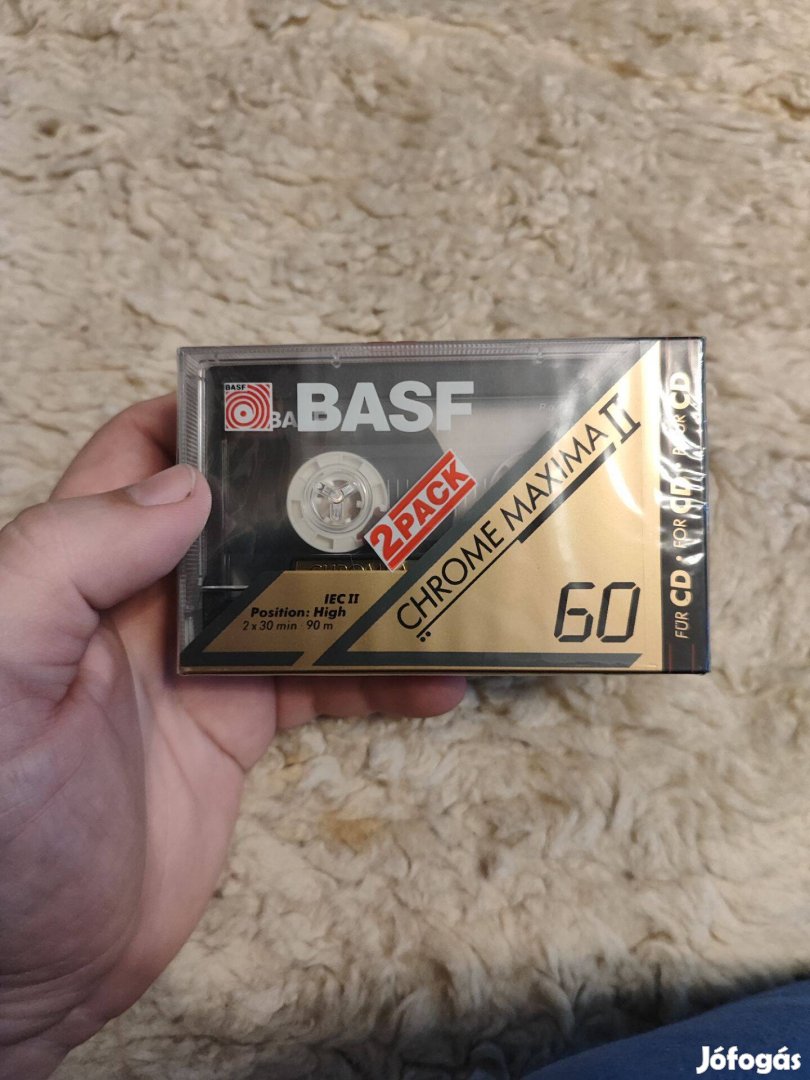 BASF
BASF
2PACK
CHROME MAXIMA II
IEC II
Position: High
2 x 30 min 90 m
60
FÜR CD • FOR CD • POUR CD
Jófogás